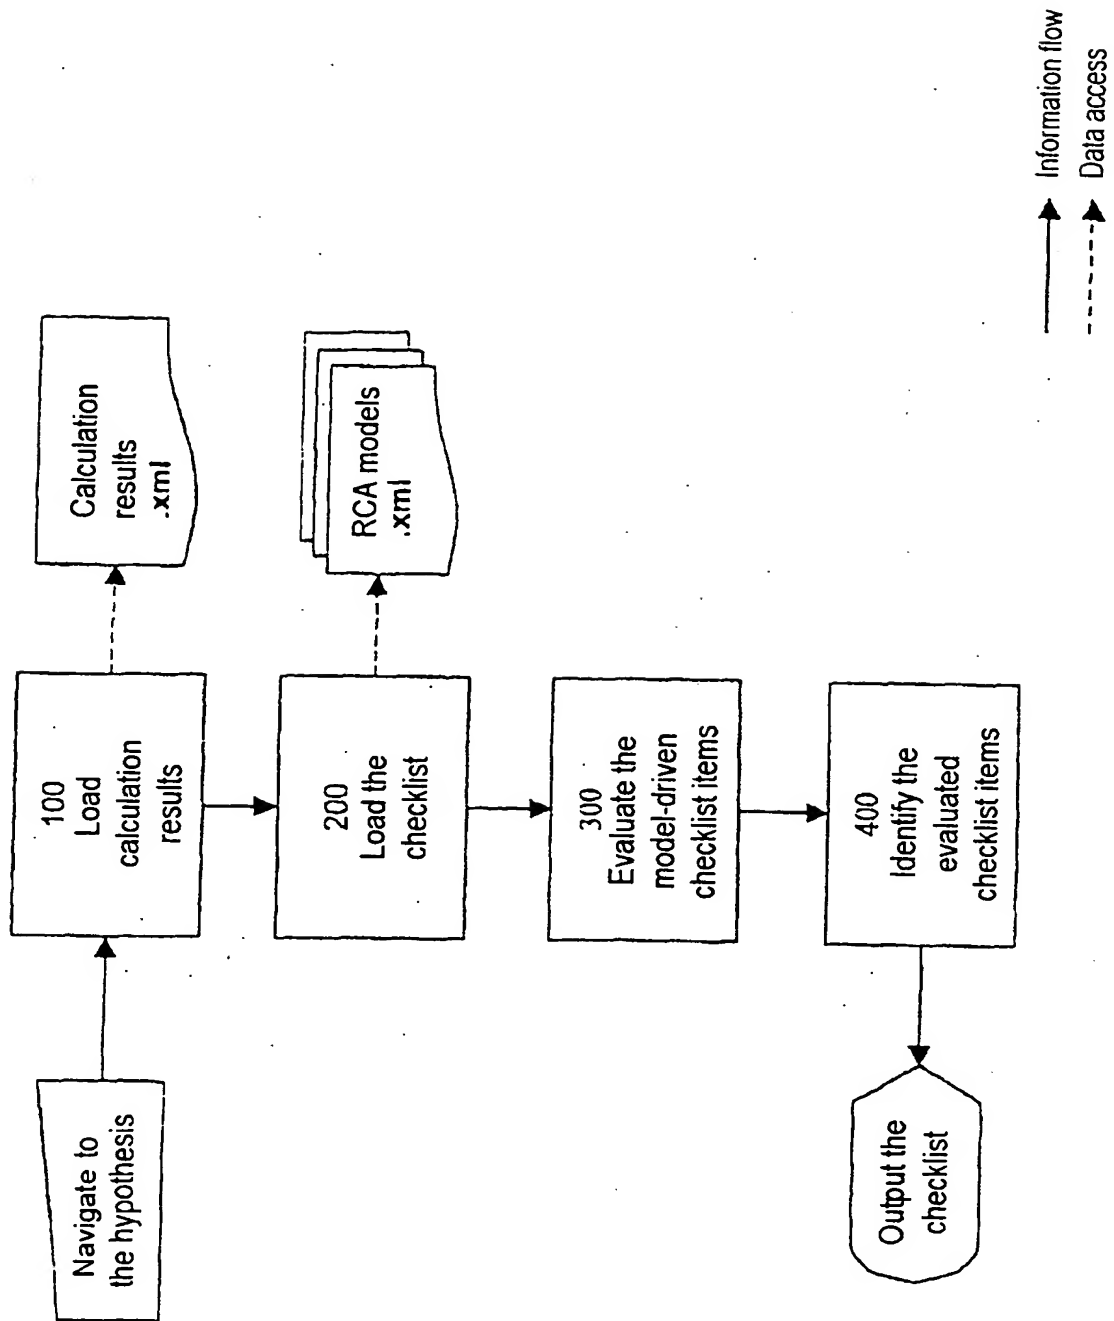 Navigate to
the hypothesis
100
Load
calculation
results
Calculation
results
.xml
200
Load the
checklist
RCA models
.xml
300
Evaluate the
model-driven
checklist items
400
Identify the
evaluated
checklist items
Output the
checklist
Information flow
Data access